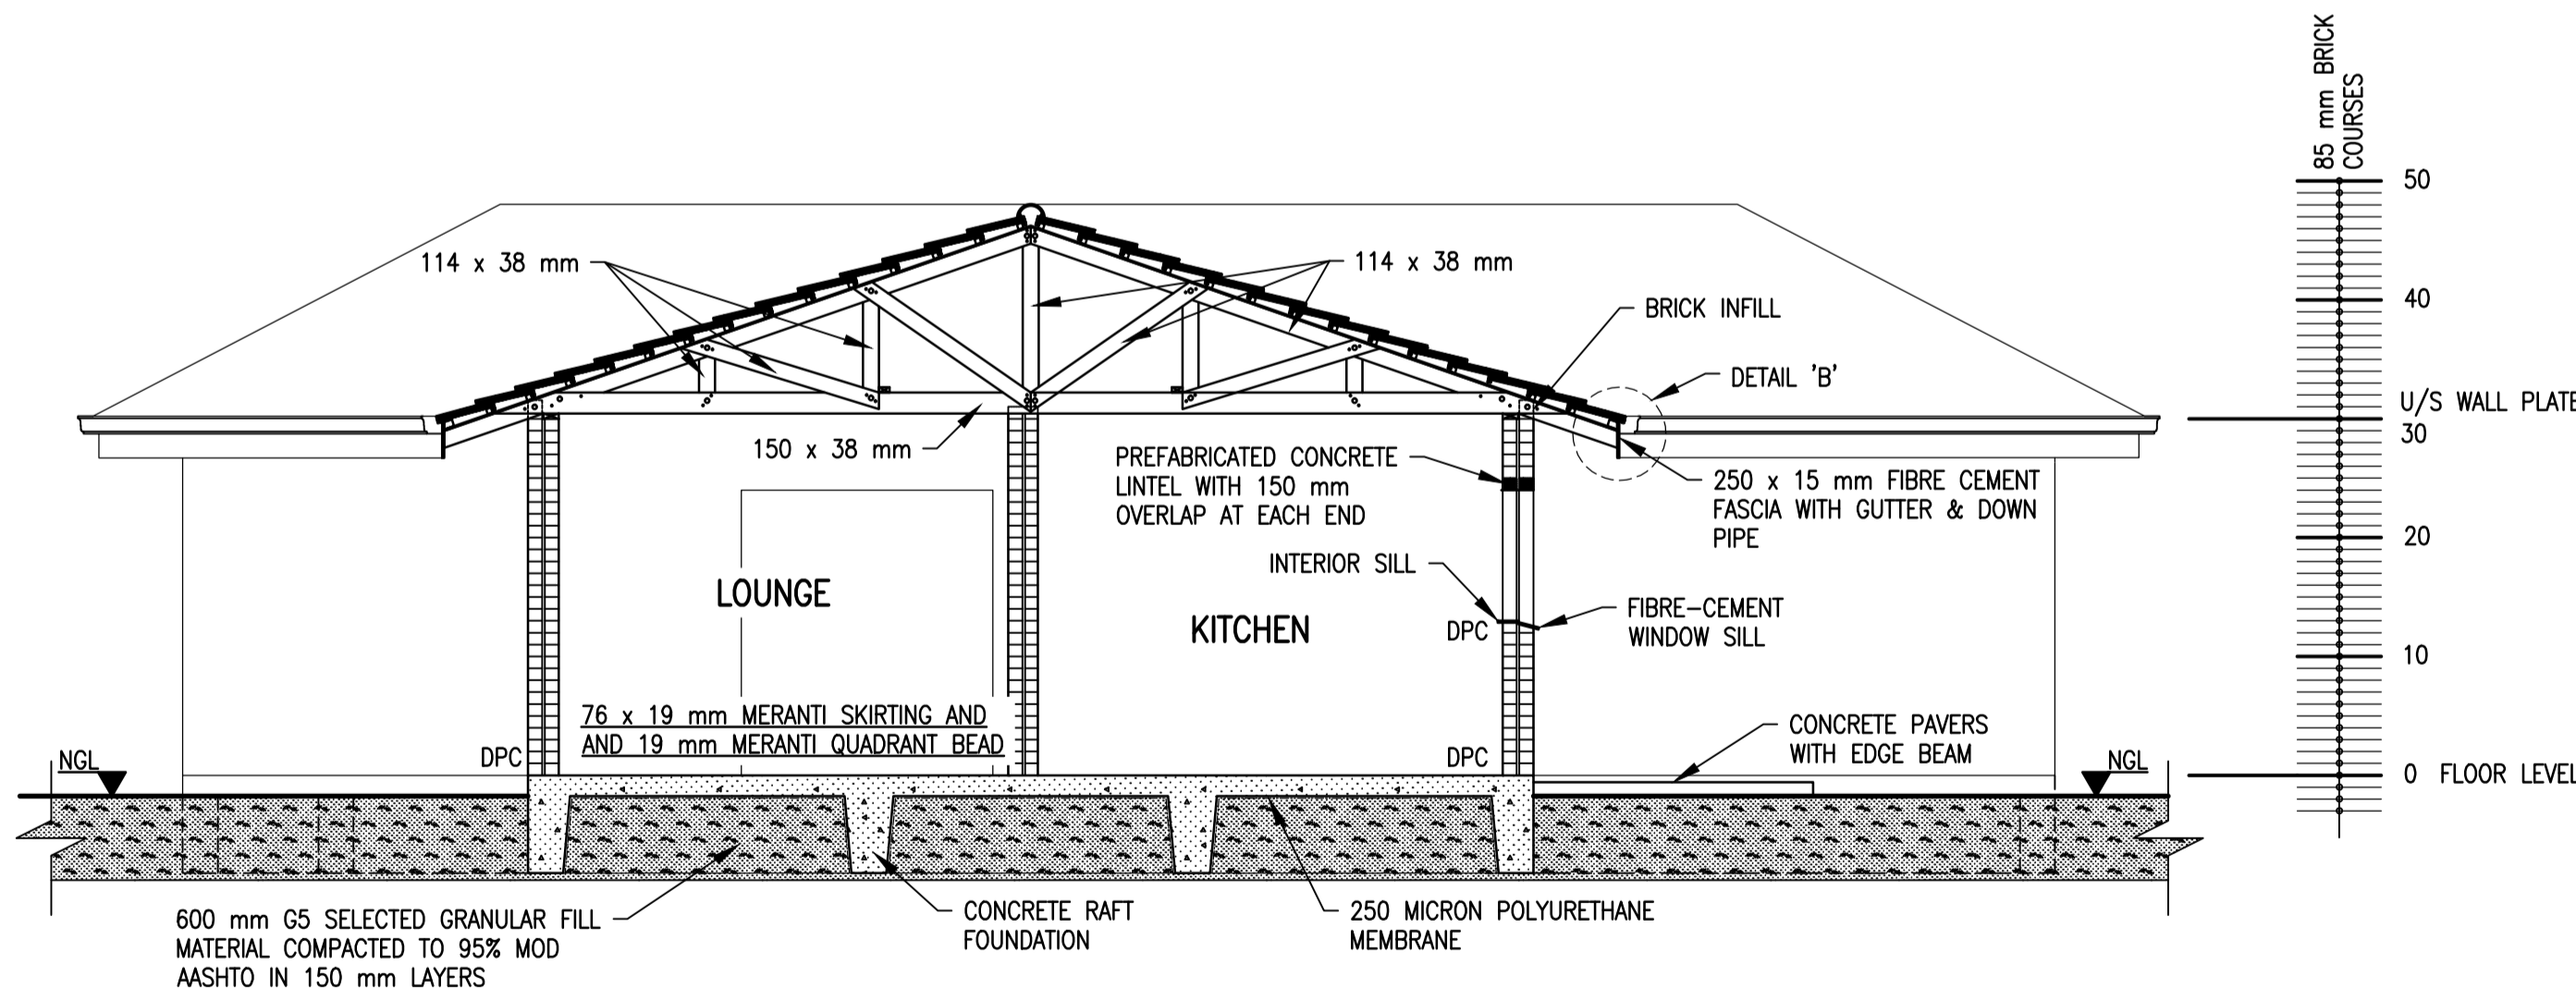 85 mm BRICK
COURSES
50
114 x 38 mm
114 x 38 mm
40
BRICK INFILL
DETAIL 'B'
U/S WALL PLATE
30
150 x 38 mm
PREFABRICATED CONCRETE
LINTEL WITH 150 mm
OVERLAP AT EACH END
250 x 15 mm FIBRE CEMENT
FASCIA WITH GUTTER & DOWN
PIPE
20
INTERIOR SILL
LOUNGE
KITCHEN
DPC
FIBRE-CEMENT
WINDOW SILL
10
76 x 19 mm MERANTI SKIRTING AND
AND 19 mm MERANTI QUADRANT BEAD
CONCRETE PAVERS
WITH EDGE BEAM
DPC
DPC
NGL
NGL
0 FLOOR LEVEL
600 mm G5 SELECTED GRANULAR FILL
MATERIAL COMPACTED TO 95% MOD
AASHTO IN 150 mm LAYERS
CONCRETE RAFT
FOUNDATION
250 MICRON POLYURETHANE
MEMBRANE